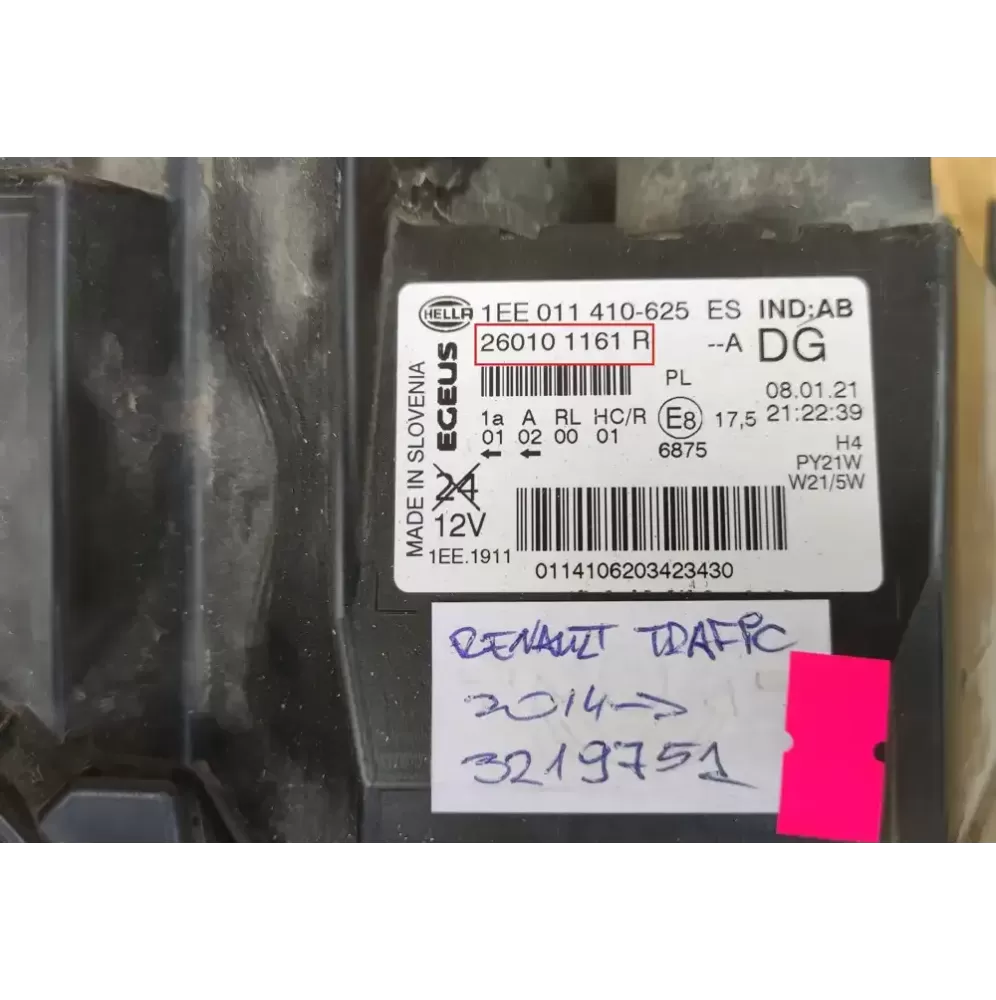 HELLA 1EE 011 410-625 ES IND:AB
26010 1161 R --A DG
MADE IN SLOVENIA
EGEUS
PL
08.01.21
1a A RL HC/R E8 17,5 21:22:39
01 02 00 01
6875
H4
PY21W
W21/5W
24
12V
1EE.1911
0114106203423430
RENAULT TRAFIC
2014→
3219751